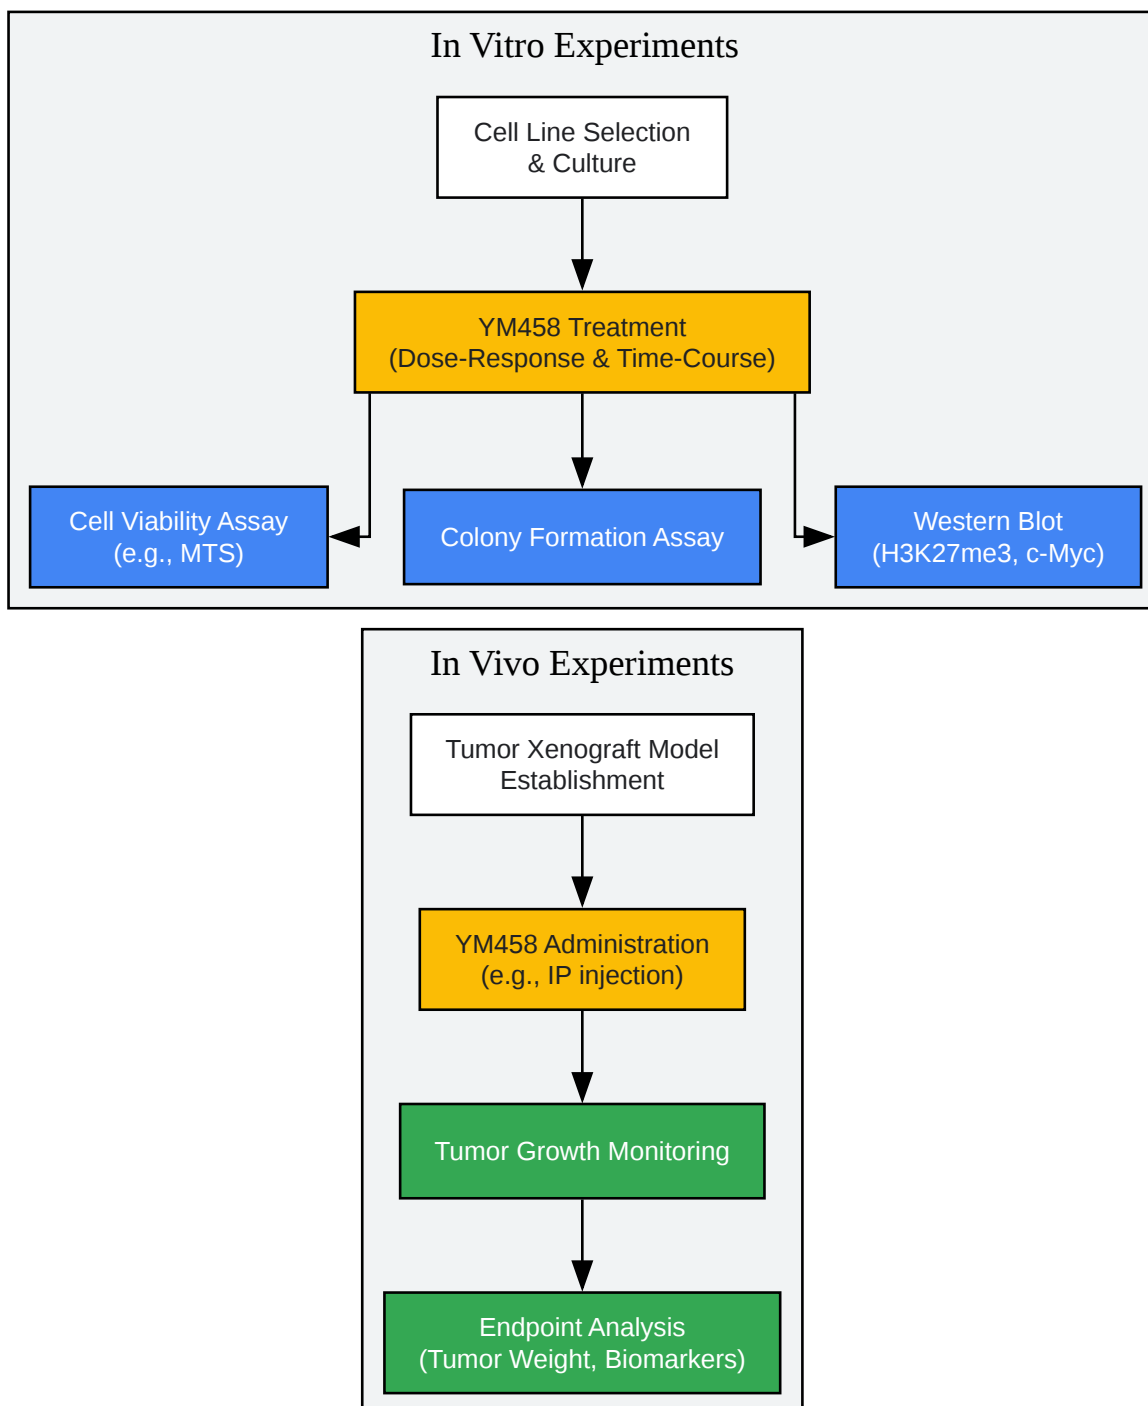 In Vitro Experiments
Cell Line Selection
& Culture
YM458 Treatment
(Dose-Response & Time-Course)
Cell Viability Assay
(e.g., MTS)
Colony Formation Assay
Western Blot
(H3K27me3, c-Myc)
In Vivo Experiments
Tumor Xenograft Model
Establishment
YM458 Administration
(e.g., IP injection)
Tumor Growth Monitoring
Endpoint Analysis
(Tumor Weight, Biomarkers)